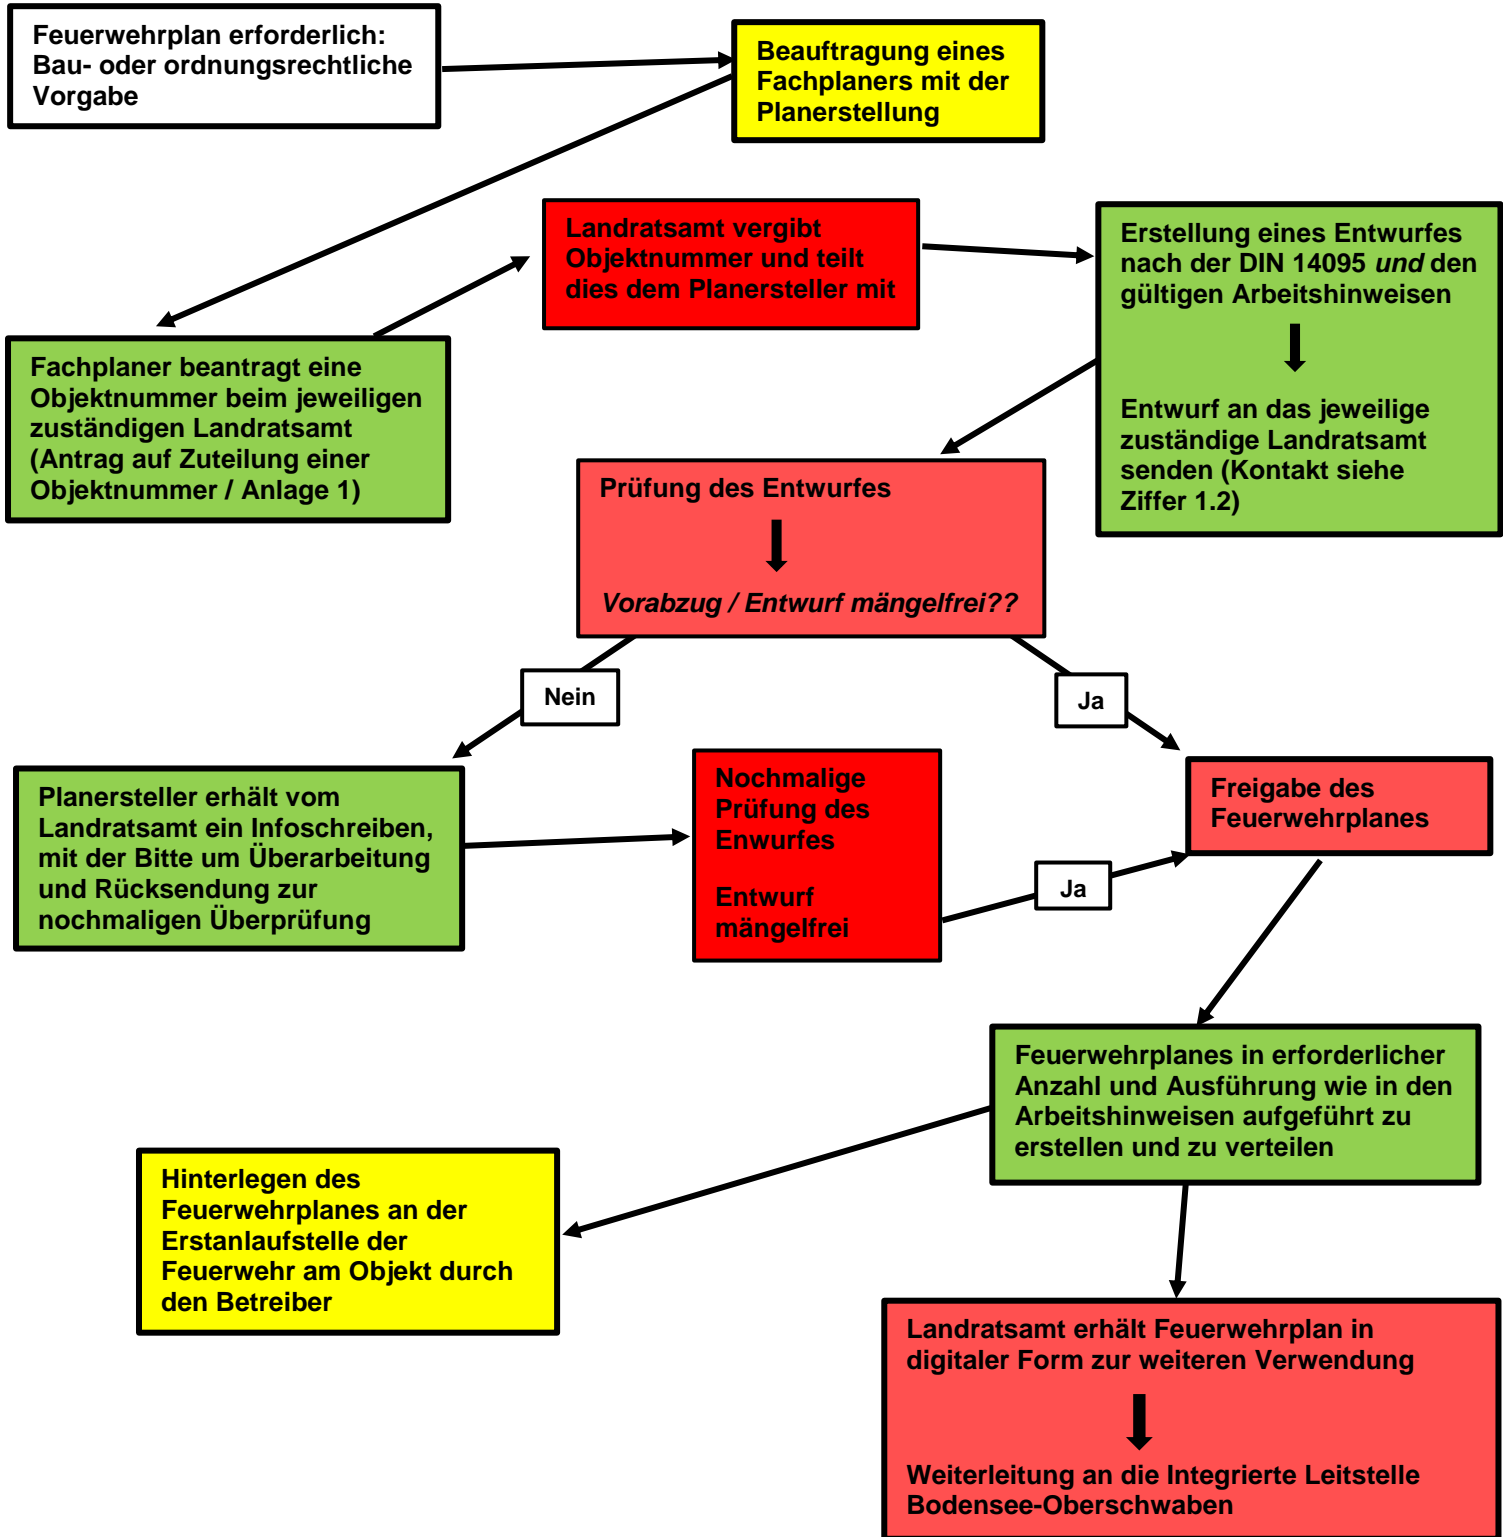 Feuerwehrplan erforderlich:
Bau- oder ordnungsrechtliche
Vorgabe
Beauftragung eines
Fachplaners mit der
Planerstellung
Landratsamt vergibt
Objektnummer und teilt
dies dem Planersteller mit
Erstellung eines Entwurfes
nach der DIN 14095 und den
gültigen Arbeitshinweisen
Entwurf an das jeweilige
zuständige Landratsamt
senden (Kontakt siehe
Ziffer 1.2)
Fachplaner beantragt eine
Objektnummer beim jeweiligen
zuständigen Landratsamt
(Antrag auf Zuteilung einer
Objektnummer / Anlage 1)
Prüfung des Entwurfes
Vorabzug / Entwurf mängelfrei??
Nein
Ja
Planersteller erhält vom
Landratsamt ein Infoschreiben,
mit der Bitte um Überarbeitung
und Rücksendung zur
nochmaligen Überprüfung
Nochmalige
Prüfung des
Enwurfes
Entwurf
mängelfrei
Ja
Freigabe des
Feuerwehrplanes
Feuerwehrplanes in erforderlicher
Anzahl und Ausführung wie in den
Arbeitshinweisen aufgeführt zu
erstellen und zu verteilen
Hinterlegen des
Feuerwehrplanes an der
Erstanlaufstelle der
Feuerwehr am Objekt durch
den Betreiber
Landratsamt erhält Feuerwehrplan in
digitaler Form zur weiteren Verwendung
Weiterleitung an die Integrierte Leitstelle
Bodensee-Oberschwaben